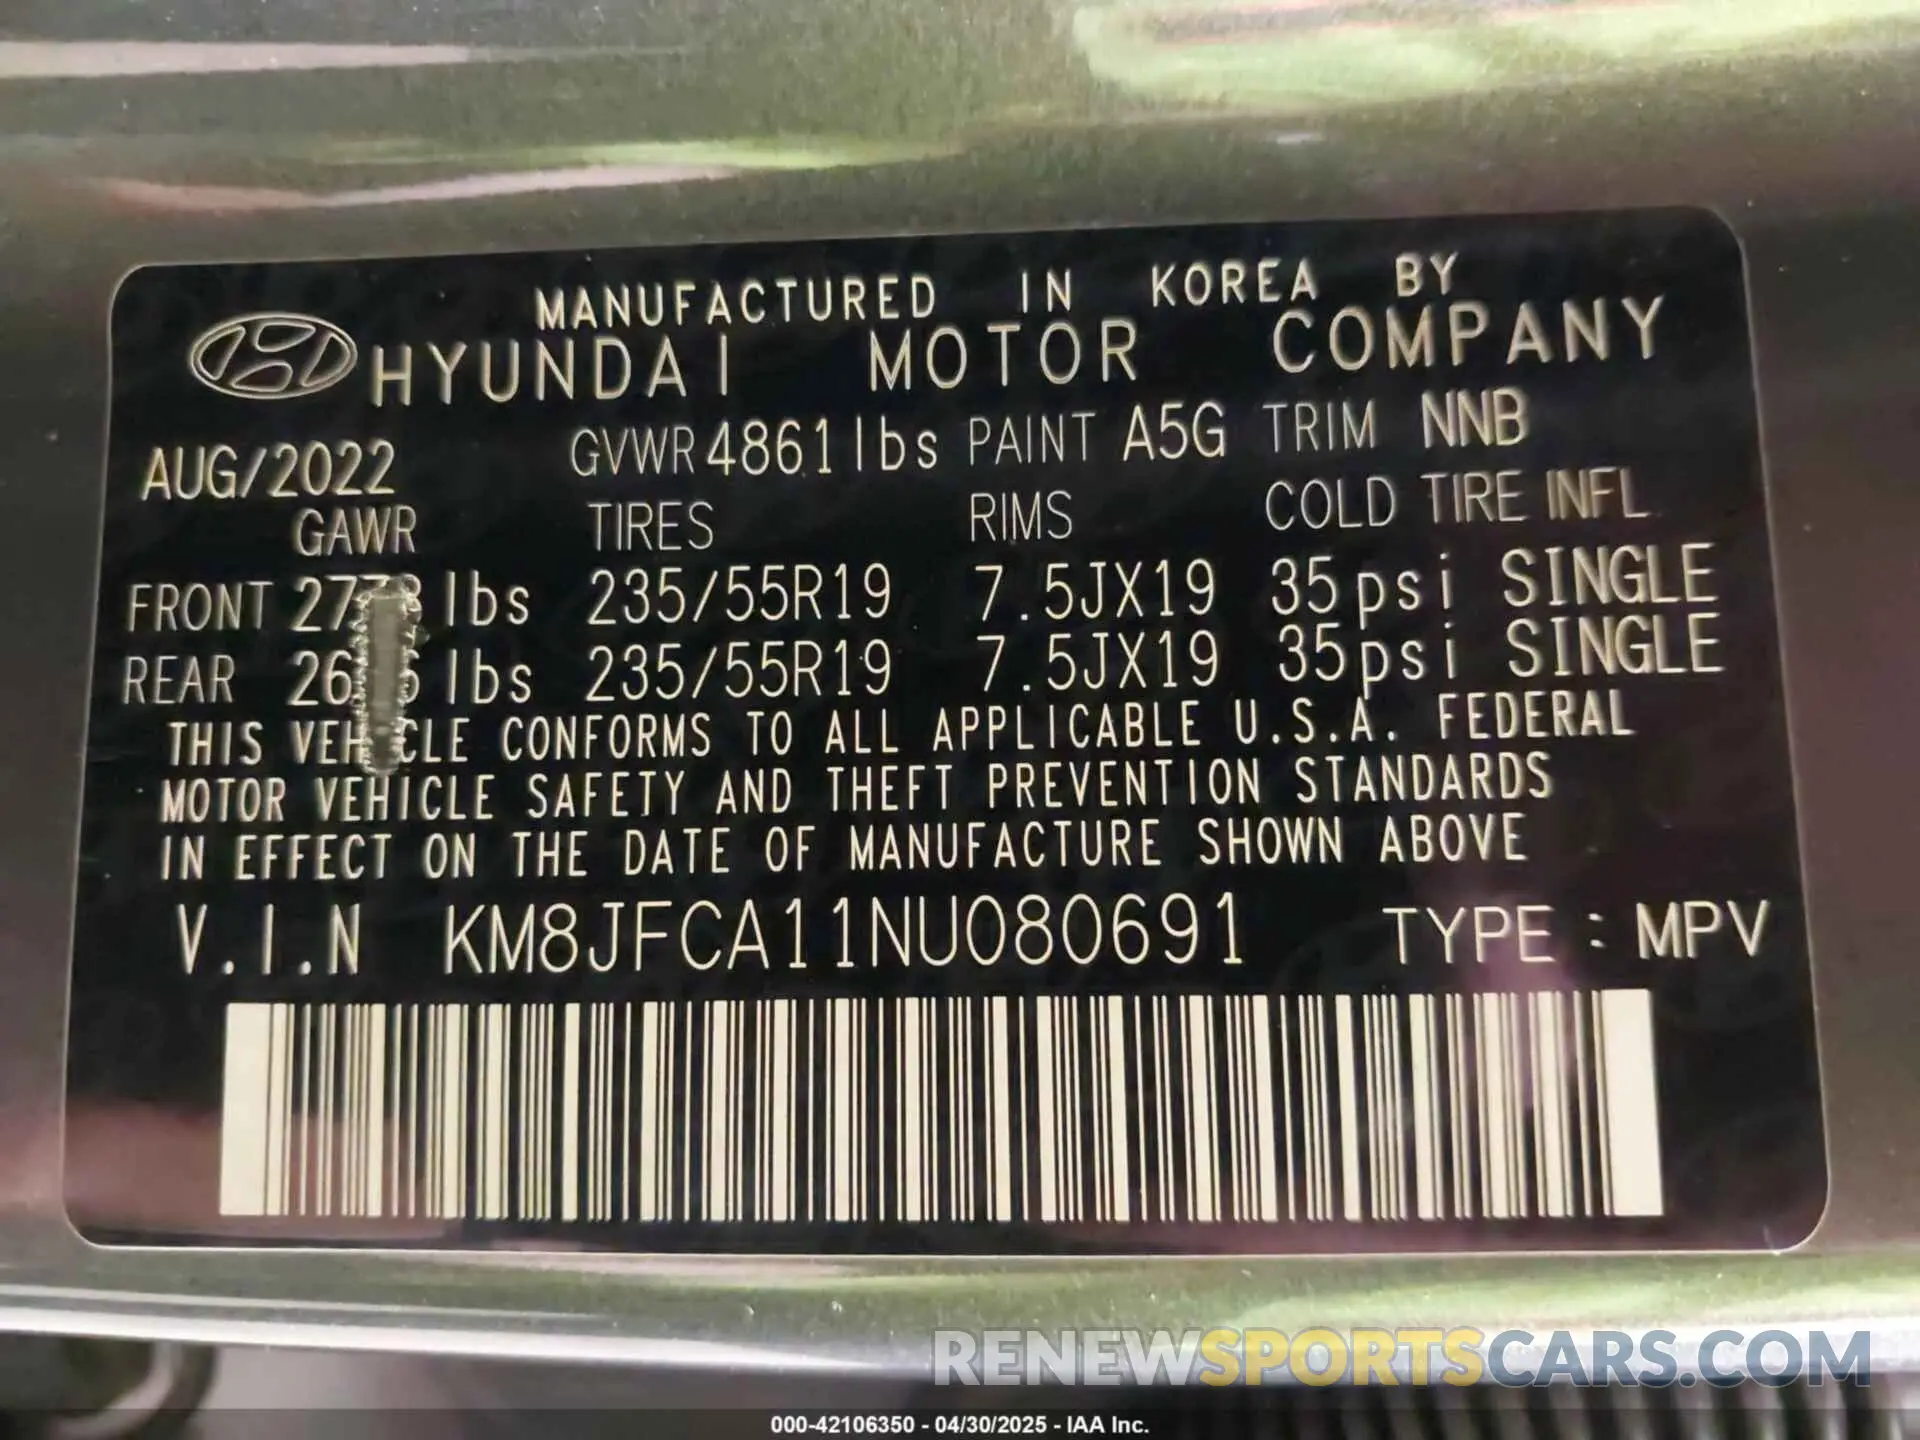 MANUFACTURED IN KOREA BY
HYUNDAI MOTOR COMPANY
AUG/2022 GVWR 4861lbs PAINT A5G TRIM NNB
GAWR TIRES RIMS COLD TIRE INFL
FRONT lbs 235/55R19 7.5JX19 35psi SINGLE
REAR lbs 235/55R19 7.5JX19 35psi SINGLE
THIS VEHICLE CONFORMS TO ALL APPLICABLE U.S.A. FEDERAL
MOTOR VEHICLE SAFETY AND THEFT PREVENTION STANDARDS
IN EFFECT ON THE DATE OF MANUFACTURE SHOWN ABOVE
V.I.N KM8JFCA11NU080691 TYPE : MPV
RENEWSPORTSCARS.COM
000-42106350 - 04/30/2025 - IAA Inc.